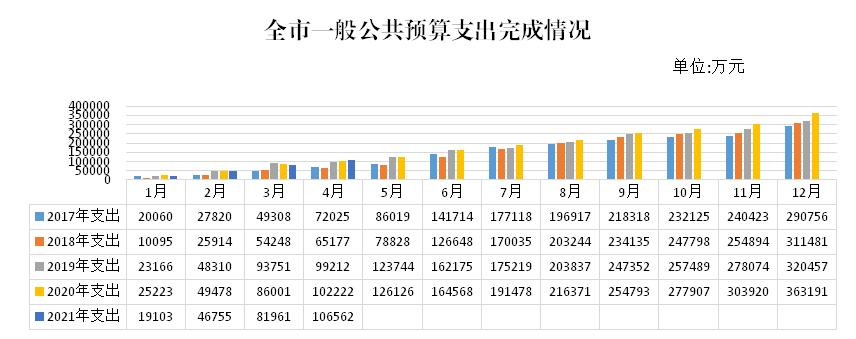 全市一般公共预算支出完成情况
单位:万元
400000
350000
300000
250000
200000
150000
100000
50000
0
1月 2月 3月 4月 5月 6月 7月 8月 9月 10月 11月 12月
2017年支出 20060 27820 49308 72025 86019 141714 177118 196917 218318 232125 240423 290756
2018年支出 10095 25914 54248 65177 78828 126648 170035 203244 234135 247798 254894 311481
2019年支出 23166 48310 93751 99212 123744 162175 175219 203837 247352 257489 278074 320457
2020年支出 25223 49478 86001 102222 126126 164568 191478 216371 254793 277907 303920 363191
2021年支出 19103 46755 81961 106562